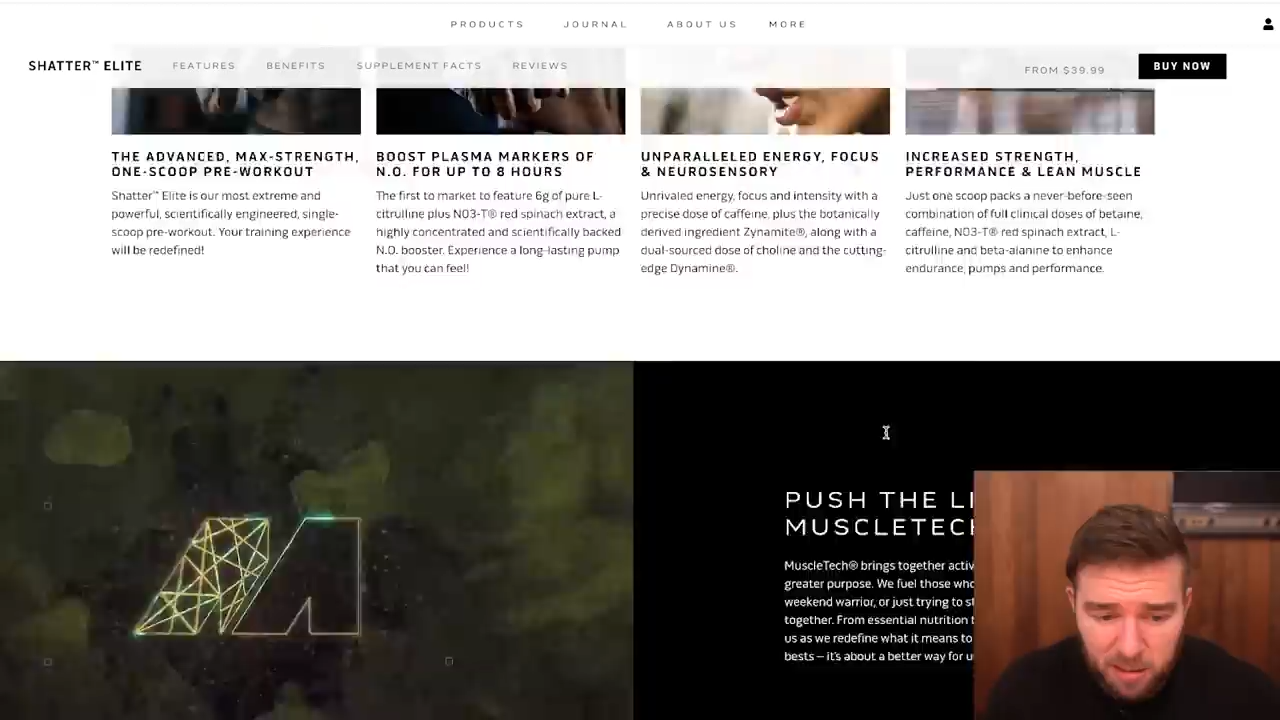 PRODUCTS JOURNAL ABOUT US MORE
SHATTER™ ELITE FEATURES BENEFITS SUPPLEMENT FACTS REVIEWS FROM $39.99 BUY NOW
THE ADVANCED, MAX-STRENGTH,
ONE-SCOOP PRE-WORKOUT
Shatter™ Elite is our most extreme and
powerful, scientifically engineered, single-
scoop pre-workout. Your training experience
will be redefined!
BOOST PLASMA MARKERS OF
N.O. FOR UP TO 8 HOURS
The first to market to feature 6g of pure L-
citrulline plus NO3-T® red spinach extract, a
highly concentrated and scientifically backed
N.O. booster. Experience a long-lasting pump
that you can feel!
UNPARALLELED ENERGY, FOCUS
& NEUROSENSORY
Unrivaled energy, focus and intensity with a
precise dose of caffeine, plus the botanically
derived ingredient Zynamite®, along with a
dual-sourced dose of choline and the cutting-
edge Dynamine®.
INCREASED STRENGTH,
PERFORMANCE & LEAN MUSCLE
Just one scoop packs a never-before-seen
combination of full clinical doses of betaine,
caffeine, NO3-T® red spinach extract, L-
citrulline and beta-alanine to enhance
endurance, pumps and performance.
PUSH THE LI
MUSCLETECH
MuscleTech® brings together activ
greater purpose. We fuel those who
weekend warrior, or just trying to st
together. From essential nutrition t
us as we redefine what it means to
bests – it's about a better way for u